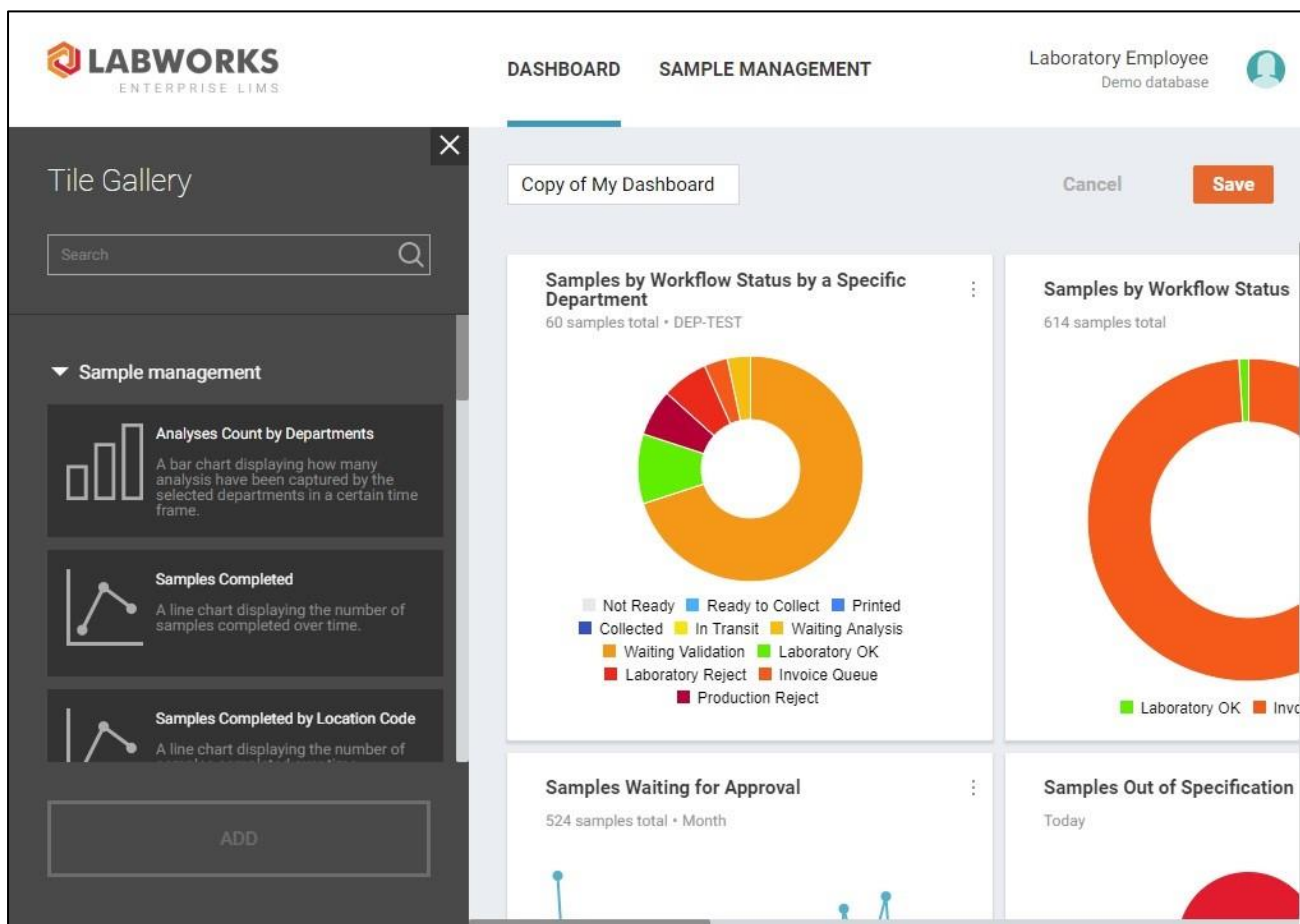 LABWORKS
ENTERPRISE LIMS
DASHBOARD
SAMPLE MANAGEMENT
Laboratory Employee
Demo database
Tile Gallery
Search
Sample management
Analyses Count by Departments
A bar chart displaying how many
analysis have been captured by the
selected departments in a certain time
frame.
Samples Completed
A line chart displaying the number of
samples completed over time.
Samples Completed by Location Code
A line chart displaying the number of
ADD
Copy of My Dashboard
Cancel
Save
Samples by Workflow Status by a Specific
Department
60 samples total • DEP-TEST
Not Ready Ready to Collect Printed
Collected In Transit Waiting Analysis
Waiting Validation Laboratory OK
Laboratory Reject Invoice Queue
Production Reject
Samples by Workflow Status
614 samples total
Laboratory OK Invo
Samples Waiting for Approval
524 samples total • Month
Samples Out of Specification
Today